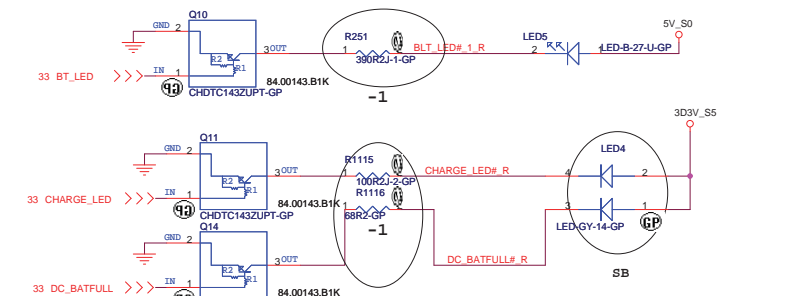 Q10
GND 2
3 OUT
R2
R1
33 BT_LED
IN 1
GP
CHDTC143ZUPT-GP
84.00143.B1K
R251
1
390R2J-1-GP
-1
BLT_LED#_1_R
LED5
2
1
LED-B-27-U-GP
5V_S0
Q11
GND 2
3 OUT
R2
R1
33 CHARGE_LED
IN 1
GP
CHDTC143ZUPT-GP
84.00143.B1K
R1115
1
100R2J-2-GP
R1116
1
68R2-GP
-1
CHARGE_LED#_R
DC_BATFULL#_R
3D3V_S5
LED4
4
2
3
1
LED-GY-14-GP
GP
SB
Q14
GND 2
3 OUT
R2
R1
33 DC_BATFULL
IN 1
84.00143.B1K